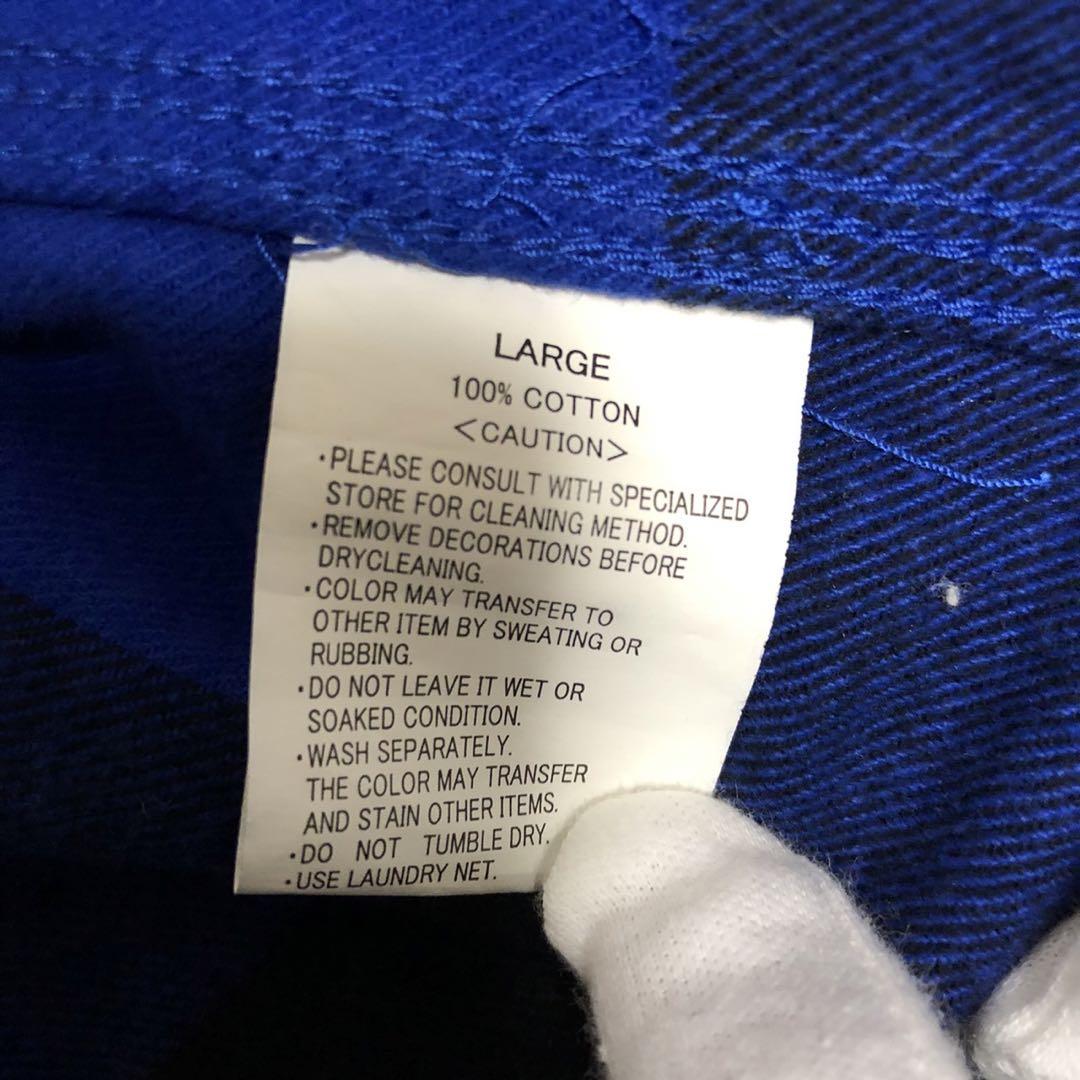 LARGE
100% COTTON
<CAUTION>
・PLEASE CONSULT WITH SPECIALIZED
STORE FOR CLEANING METHOD.
・REMOVE DECORATIONS BEFORE
DRYCLEANING.
・COLOR MAY TRANSFER TO
OTHER ITEM BY SWEATING OR
RUBBING.
・DO NOT LEAVE IT WET OR
SOAKED CONDITION.
・WASH SEPARATELY.
THE COLOR MAY TRANSFER
AND STAIN OTHER ITEMS.
・DO NOT TUMBLE DRY.
・USE LAUNDRY NET.